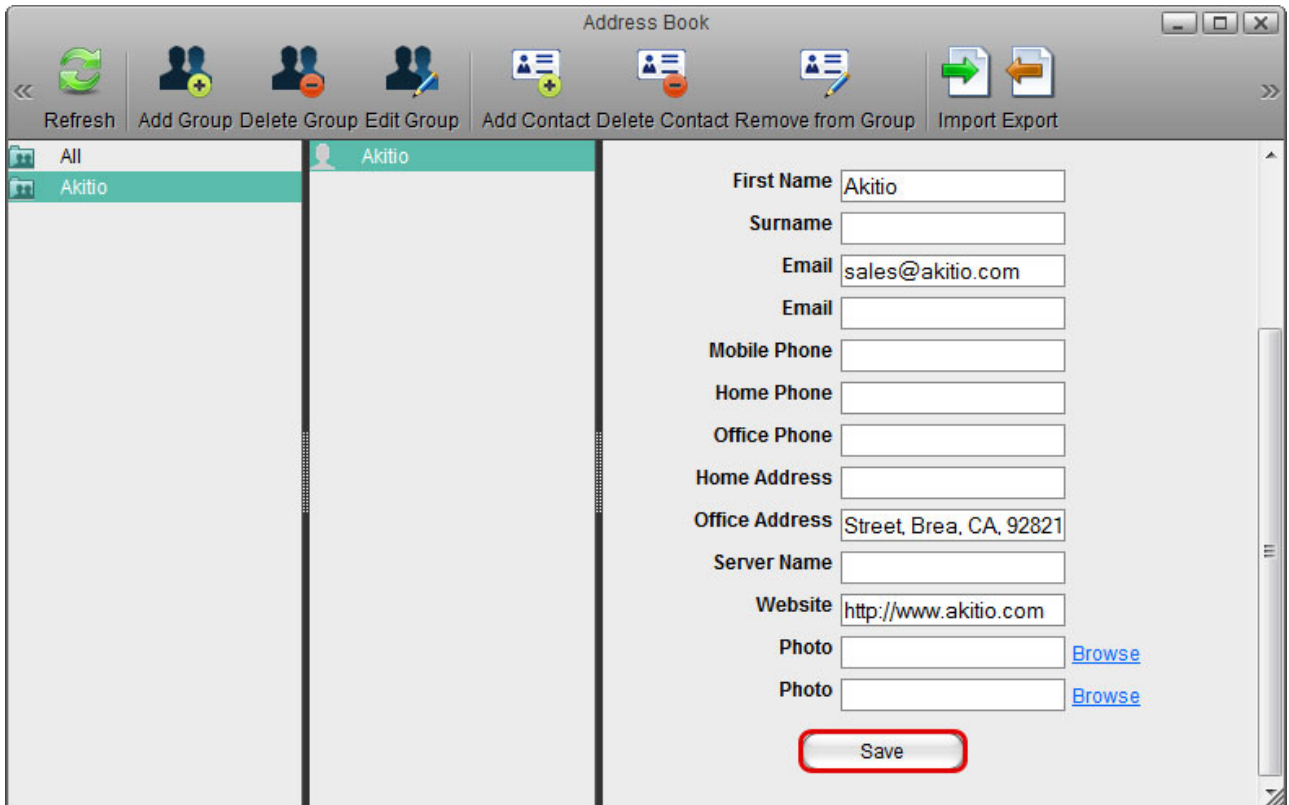 Address Book
Refresh Add Group Delete Group Edit Group Add Contact Delete Contact Remove from Group Import Export
All
Akitio
Akitio
First Name Akitio
Surname
Email sales@akitio.com
Email
Mobile Phone
Home Phone
Office Phone
Home Address
Office Address Street, Brea, CA, 92821
Server Name
Website http://www.akitio.com
Photo Browse
Photo Browse
Save